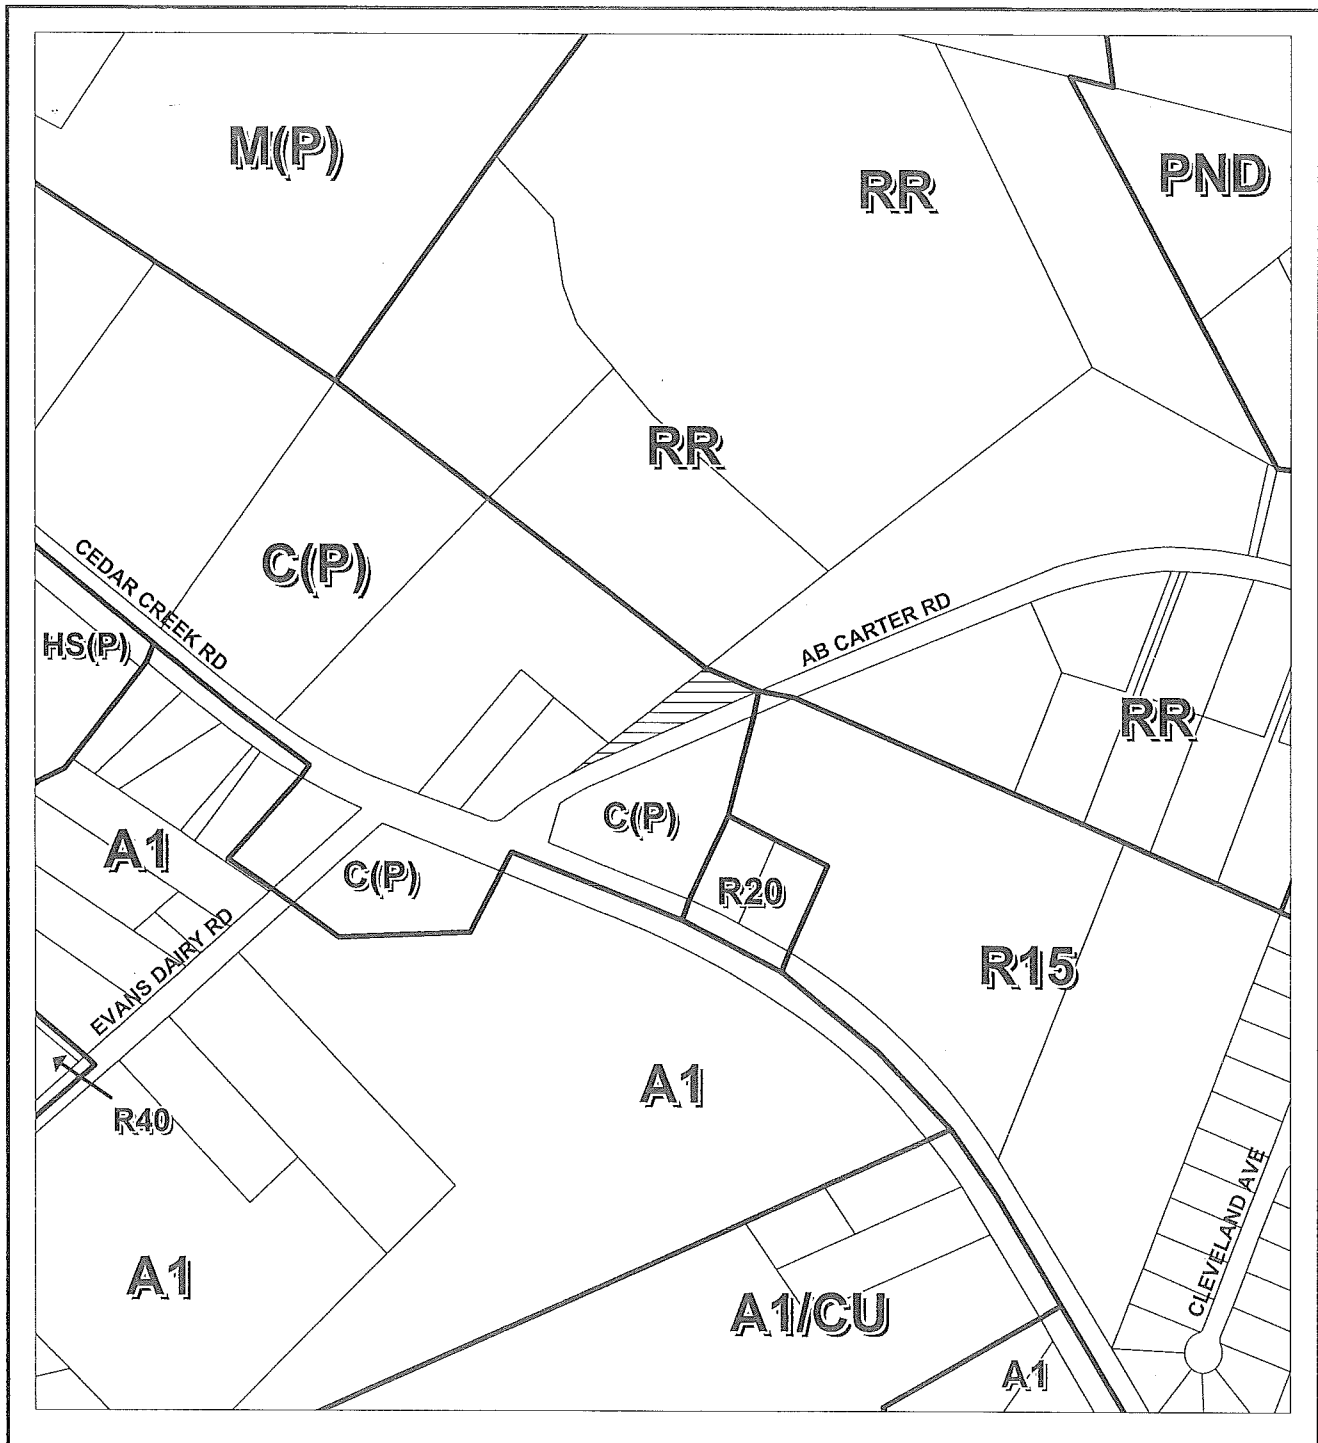 M(P)
RR
PND
RR
C(P)
CEDAR CREEK RD
HS(P)
AB CARTER RD
RR
C(P)
A1
C(P)
R20
EVANS DAIRY RD
R15
A1
R40
CLEVELAND AVE
A1
A1/CU
A1